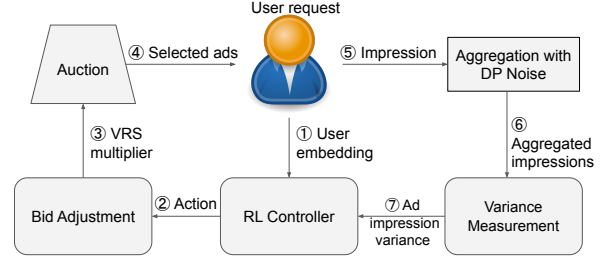 User request
④ Selected ads
⑤ Impression
Auction
Aggregation with
DP Noise
③ VRS
multiplier
① User
embedding
⑥
Aggregated
impressions
Bid Adjustment
② Action
RL Controller
⑦ Ad
impression
variance
Variance
Measurement